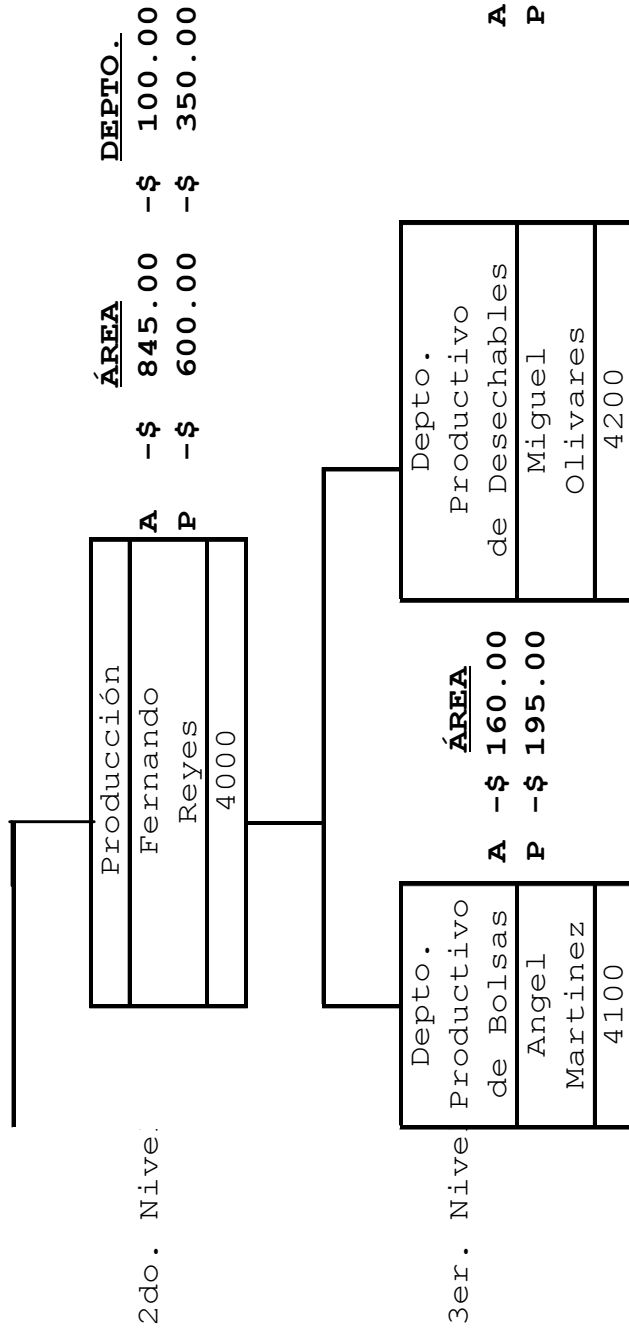 ÁREA DEPTO.
Producción
2do. Nive
Fernando A -$ 845.00 -$ 100.00
Reyes P -$ 600.00 -$ 350.00
4000
Depto. Depto.
Productivo ÁREA Productivo
3er. Nive
de Bolsas A -$ 160.00 de Desechables A
Angel P -$ 195.00 Miguel P
Martinez Olivares
4100 4200